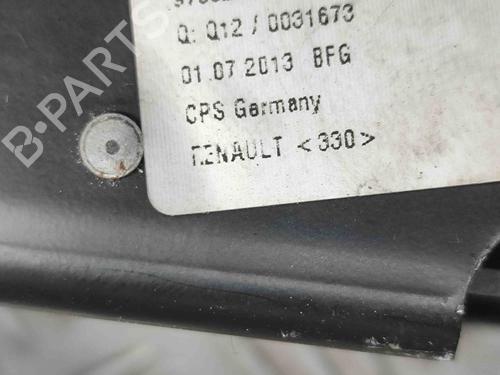 Q: Q12 / 0031673
01.07 2013 BFG
CPS Germany
RENAULT <330>
B-PARTS